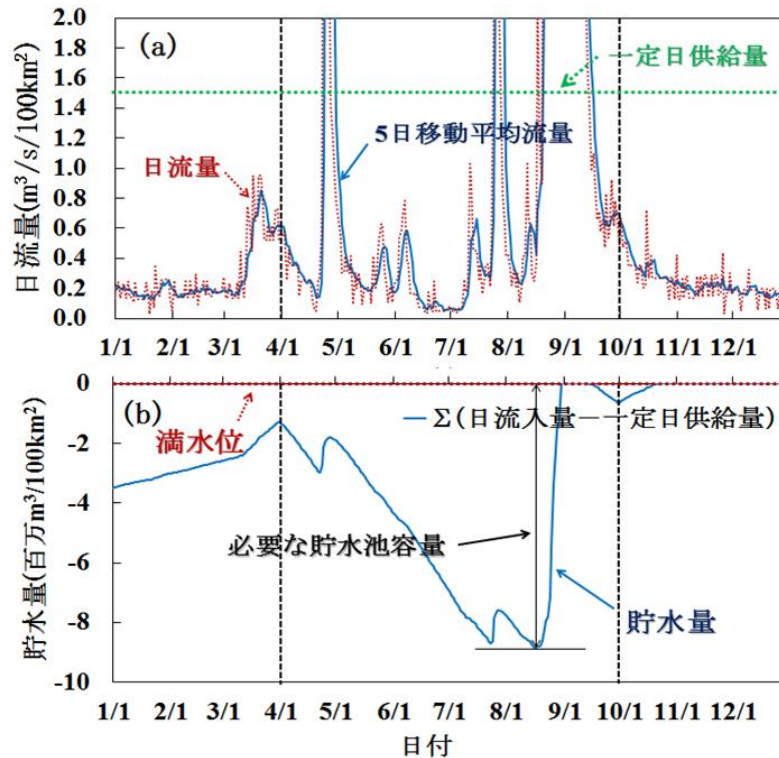 (a)
一定日供給量
5日移動平均流量
日流量
日流量(m³/s/100km²)
2.0
1.8
1.6
1.4
1.2
1.0
0.8
0.6
0.4
0.2
0.0
1/1 2/1 3/1 4/1 5/1 6/1 7/1 8/1 9/1 10/1 11/1 12/1
(b)
満水位
Σ(日流入量－一定日供給量)
必要な貯水池容量
貯水量
貯水量(百万m³/100km²)
0
-2
-4
-6
-8
-10
1/1 2/1 3/1 4/1 5/1 6/1 7/1 8/1 9/1 10/1 11/1 12/1
日付